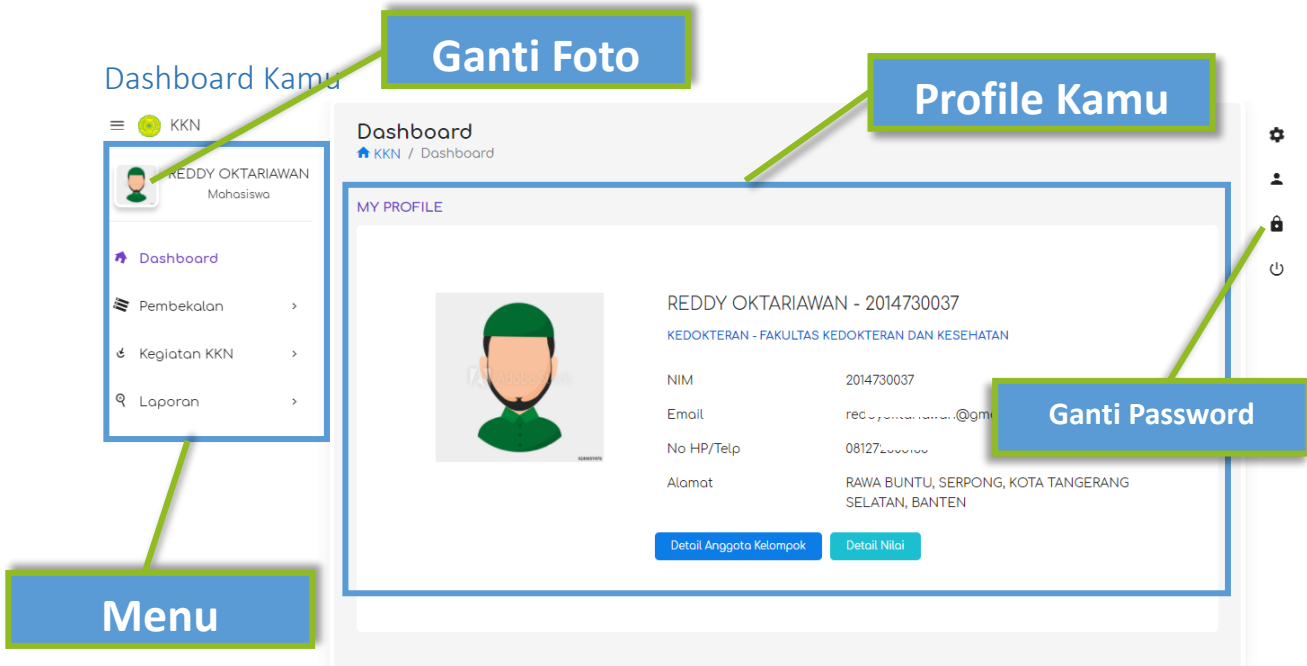 Ganti Foto
Dashboard Kamu
Profile Kamu
KKN
Dashboard
KKN / Dashboard
REDDY OKTARIAWAN
Mahasiswa
MY PROFILE
Dashboard
Pembekalan
Kegiatan KKN
Laporan
REDDY OKTARIAWAN - 2014730037
KEDOKTERAN - FAKULTAS KEDOKTERAN DAN KESEHATAN
NIM 2014730037
Email
Ganti Password
No HP/Telp
Alamat RAWA BUNTU, SERPONG, KOTA TANGERANG
SELATAN, BANTEN
Detail Anggota Kelompok Detail Nilai
Menu